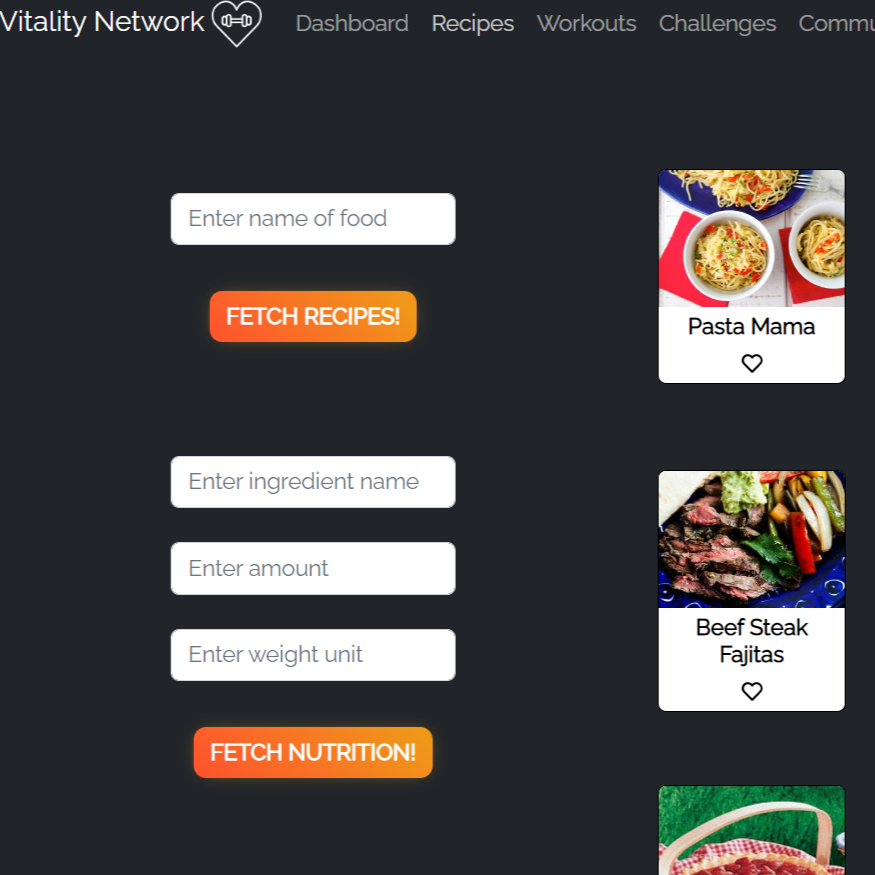 Vitality Network
Dashboard Recipes Workouts Challenges
Enter name of food
FETCH RECIPES!
Enter ingredient name
Enter amount
Enter weight unit
FETCH NUTRITION!
Pasta Mama
Beef Steak
Fajitas